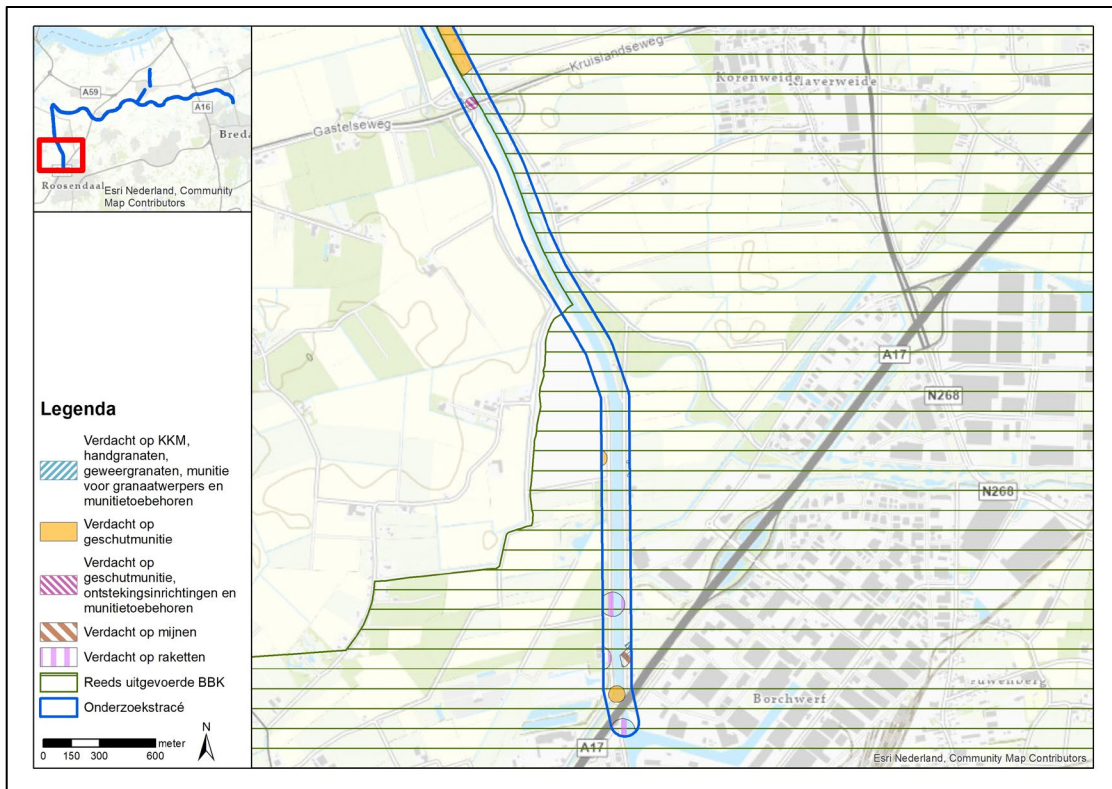 A59
A16
Breda
Roosendaal
Esri Nederland, Community
Map Contributors
Legenda
Verdacht op KKM,
handgranaten,
geweergranaten, munitie
voor granaatwerpers en
munitietoebehoren
Verdacht op
geschutmunitie
Verdacht op
geschutmunitie,
ontstekingsinrichtingen en
munitietoebehoren
Verdacht op mijnen
Verdacht op raketten
Reeds uitgevoerde BBK
Onderzoekstracé
meter
0 150 300 600
N
Kruislandseweg
Gastelseweg
Korenweide
Klaverweide
A17
N268
N268
Borchwerf
A17
Esri Nederland, Community Map Contributors